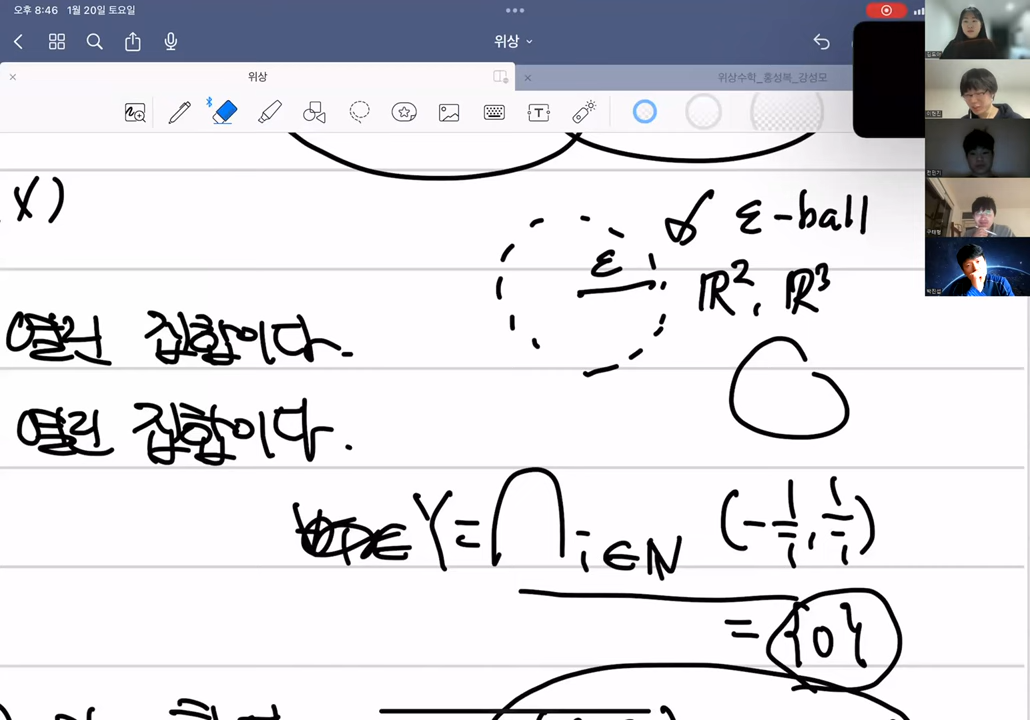 오후 8:46 1월 20일 토요일
위상
위상
위상수학_홍성복_감성모
X)
ε-ball
ε
ℝ², ℝ³
열린 집합이다.
열린 집합이다.
Y = ∩ i∈ℕ (-1/i, 1/i)
= {0}